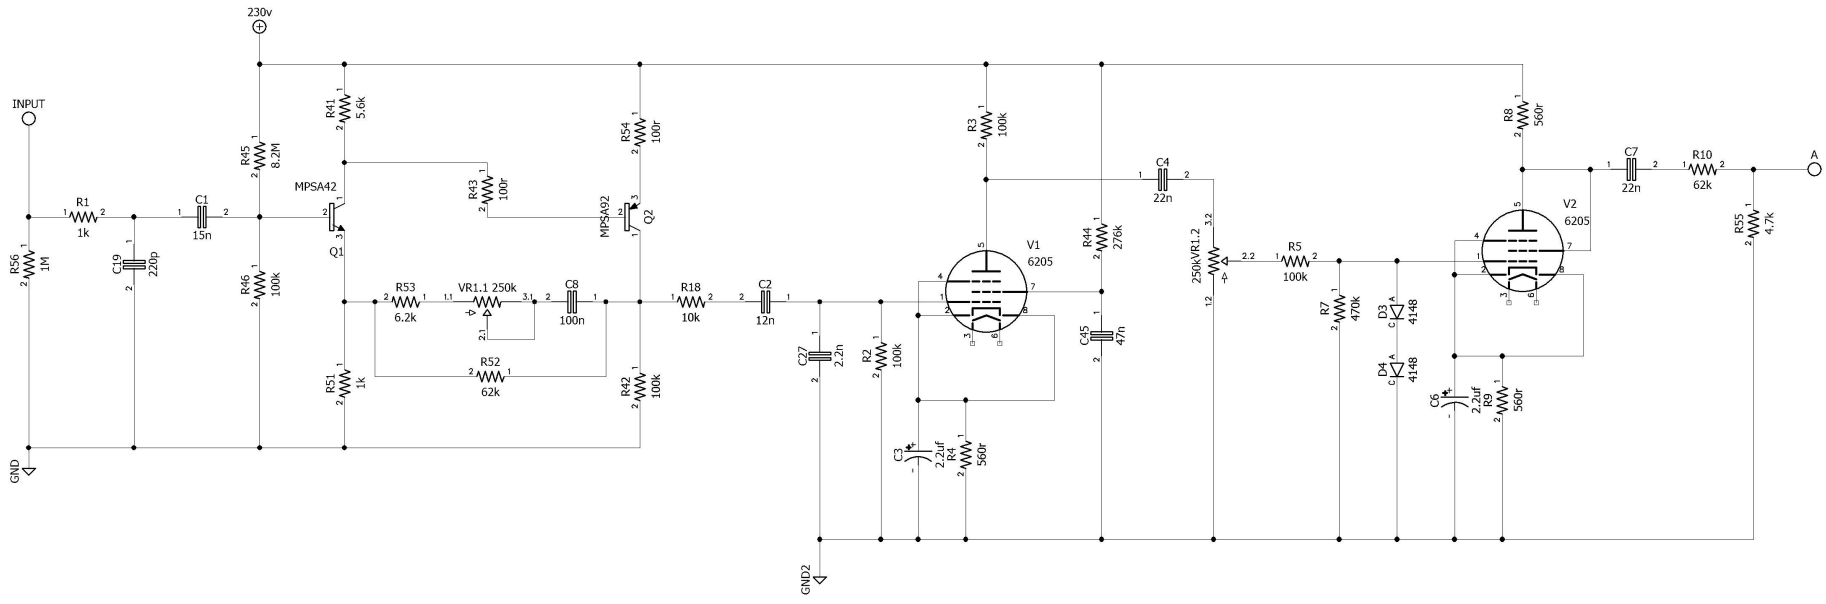 230v
INPUT
R56
1M
R1
1k
C19
220p
C1
15n
R45
8.2M
R46
100k
R41
5.6k
MPSA42
Q1
R43
100r
R54
100r
MPSA92
Q2
R53
6.2k
VR1.1 250k
C8
100n
R52
62k
R51
1k
R42
100k
R18
10k
C2
12n
C27
2.2n
R2
100k
R3
100k
V1
6205
C3
2.2uf
R4
560r
R44
276k
C45
47n
C4
22n
250kVR1.2
R5
100k
R7
470k
D3
4148
D4
4148
R8
560r
V2
6205
C6
2.2uf
R9
560r
C7
22n
R10
62k
R55
4.7k
A
GND
GND2